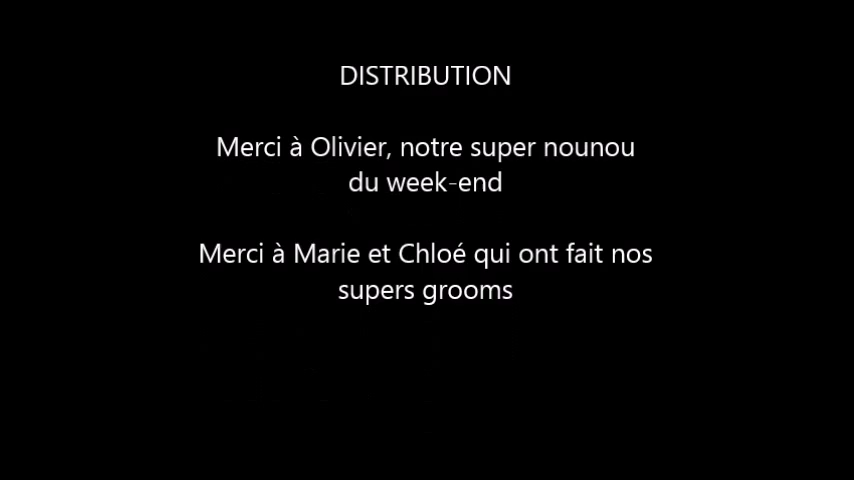 DISTRIBUTION
Merci à Olivier, notre super nounou
du week-end
Merci à Marie et Chloé qui ont fait nos
supers grooms